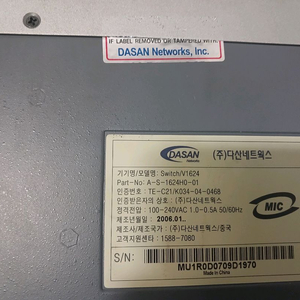 IF LABEL REMOVED OR TAMPERED WITH
DASAN Networks, Inc.
DASAN
Networks
(주)다산네트웍스
기기명/모델명: Switch/V1624
Part-No: A-S-1624H0-01
인증번호: TE-C21/K034-04-0468
인증받은자의 상호: (주)다산네트웍스
정격전압: 100-240VAC 1.0-0.5A 50/60Hz
제조년월일: 2006.01.
제조사/제조국가: (주)다산네트웍스/중국
고객지원센터: 1588-7080
MIC
S/N:
MU1R0D0709D1970